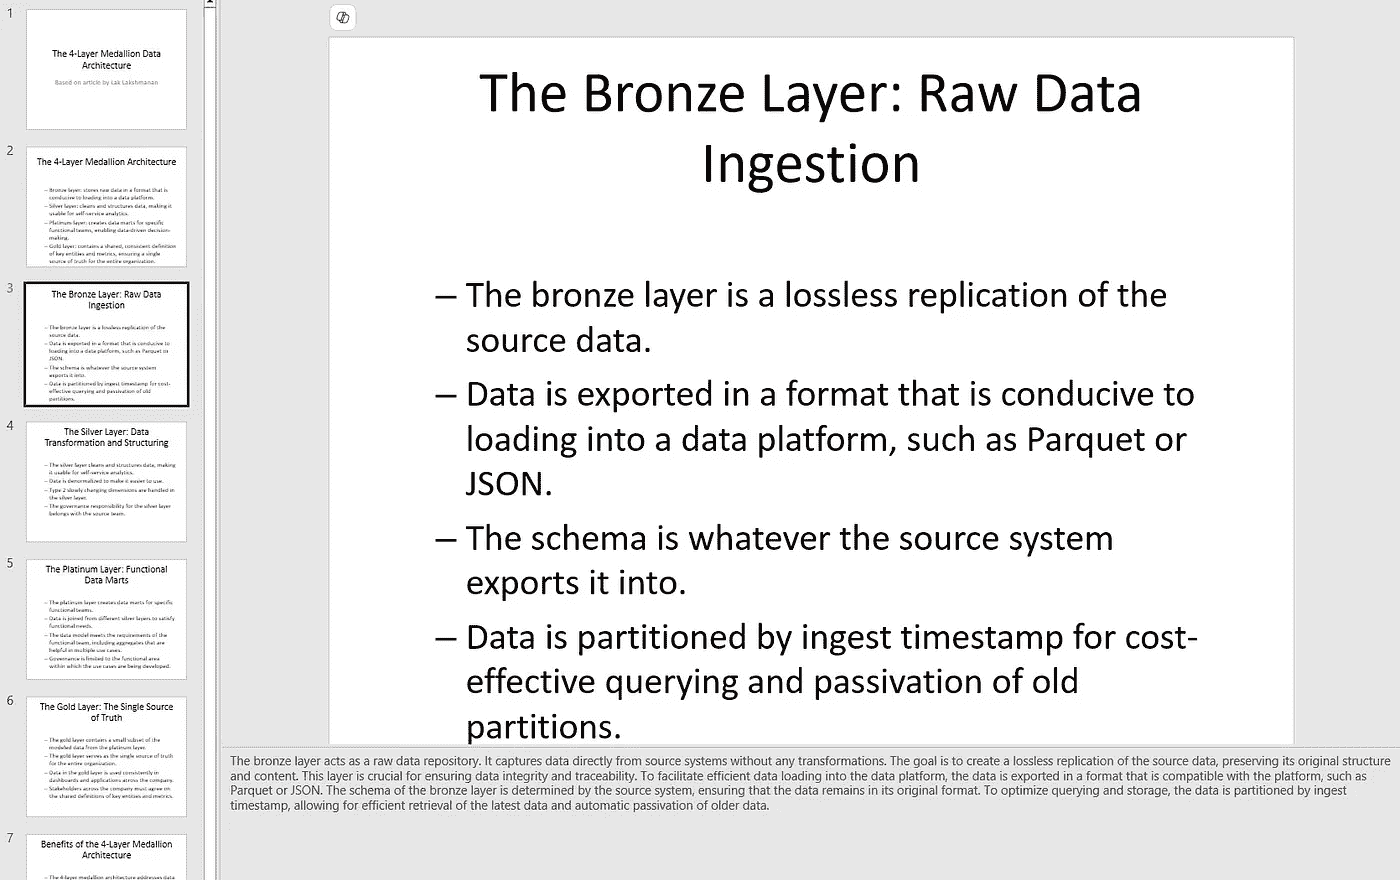 1
The 4-Layer Medallion Data
Architecture
Based on article by Lak Lakshmanan
2
The 4-Layer Medallion Architecture
– Bronze layer: stores raw data in a format that is
conducive to loading into a data platform.
– Silver layer: cleans and structures data, making it
usable for self-service analytics.
– Platinum layer: creates data marts for specific
functional teams, enabling data-driven decision-
making.
– Gold layer: contains a shared, consistent definition
of key entities and metrics, ensuring a single
source of truth for the entire organization.
3
The Bronze Layer: Raw Data
Ingestion
– The bronze layer is a lossless replication of the
source data.
– Data is exported in a format that is conducive to
loading into a data platform, such as Parquet or
JSON.
– The schema is whatever the source system
exports it into.
– Data is partitioned by ingest timestamp for cost-
effective querying and passivation of old
partitions.
4
The Silver Layer: Data
Transformation and Structuring
– The silver layer cleans and structures data, making
it usable for self-service analytics.
– Data is denormalized to make it easier to use.
– Type 2 slowly changing dimensions are handled in
the silver layer.
– The governance responsibility for the silver layer
belongs with the source team.
5
The Platinum Layer: Functional
Data Marts
– The platinum layer creates data marts for specific
functional teams.
– Data is joined from different silver layers to satisfy
functional needs.
– The data model meets the requirements of the
functional team, including aggregates that are
helpful in multiple use cases.
– Governance is limited to the functional area
within which the use cases are being developed.
6
The Gold Layer: The Single Source
of Truth
– The gold layer contains a small subset of the
modeled data from the platinum layer.
– The gold layer serves as the single source of truth
for the entire organization.
– Data in the gold layer is used consistently in
dashboards and applications across the company.
– Stakeholders across the company must agree on
the shared definitions of key entities and metrics.
7
Benefits of the 4-Layer Medallion
Architecture
– The 4-layer medallion architecture addresses data
The Bronze Layer: Raw Data
Ingestion
– The bronze layer is a lossless replication of the
source data.
– Data is exported in a format that is conducive to
loading into a data platform, such as Parquet or
JSON.
– The schema is whatever the source system
exports it into.
– Data is partitioned by ingest timestamp for cost-
effective querying and passivation of old
partitions.
The bronze layer acts as a raw data repository. It captures data directly from source systems without any transformations. The goal is to create a lossless replication of the source data, preserving its original structure
and content. This layer is crucial for ensuring data integrity and traceability. To facilitate efficient data loading into the data platform, the data is exported in a format that is compatible with the platform, such as
Parquet or JSON. The schema of the bronze layer is determined by the source system, ensuring that the data remains in its original format. To optimize querying and storage, the data is partitioned by ingest
timestamp, allowing for efficient retrieval of the latest data and automatic passivation of older data.